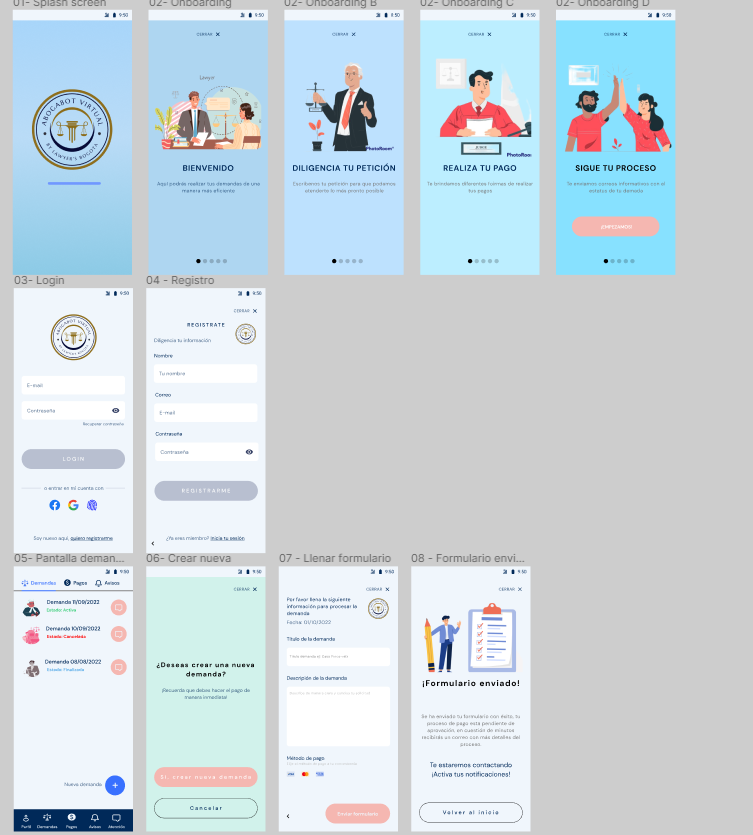 01- Splash screen
02- Onboarding
02- Onboarding B
02- Onboarding C
02- Onboarding D
9:50
ABOGABOT VIRTUAL
BY LAWYER'S BOGOTA
9:50
CERRAR ✕
Lawyer
BIENVENIDO
Aquí podrás realizar tus demandas de una
manera más eficiente
9:50
CERRAR ✕
PhotoRoom
DILIGENCIA TU PETICIÓN
Escríbenos tu petición para que podamos
atenderte lo más pronto posible
9:50
CERRAR ✕
PhotoRoom
REALIZA TU PAGO
Te brindamos diferentes formas de realizar
tus pagos
9:50
CERRAR ✕
SIGUE TU PROCESO
Te enviamos correos informativos con el
estatus de tu demada
¡EMPEZAMOS!
03- Login
04 - Registro
9:50
E-mail
Contraseña
Recuperar contraseña
LOGIN
o entrar en mi cuenta con
Soy nuevo aquí, quiero registrarme
9:50
CERRAR ✕
REGISTRATE
Diligencia tu información
Nombre
Tu nombre
Correo
E-mail
Contraseña
Contraseña
REGISTRARME
¿Ya eres miembro? Inicia tu sesión
05- Pantalla deman...
06- Crear nueva
07 - Llenar formulario
08 - Formulario envi...
9:50
Demandas Pagos Avisos
Demanda 11/09/2022
Estado: Activa
Demanda 10/09/2022
Estado: Cancelada
Demanda 08/08/2022
Estado: Finalizada
Nueva demanda +
Perfil Demandas Pagos Avisos Atención
9:50
CERRAR ✕
¿Deseas crear una nueva
demanda?
¡Recuerda que debes hacer el pago de
manera inmediata!
Si, crear nueva demanda
Cancelar
9:50
CERRAR ✕
Por favor llena la siguiente
información para procesar la
demanda
Fecha: 01/10/2022
Titulo de la demanda
Descripción de la demanda
Método de pago
VISA
Enviar formulario
9:50
CERRAR ✕
¡Formulario enviado!
Se ha enviado tu formulario con éxito, tu
proceso de pago esta pendiente de
aprovación, en cuestión de minutos
recibirás un correo con más detalles del
proceso.
Te estaremos contactando
¡Activa tus notificaciones!
Volver al inicio